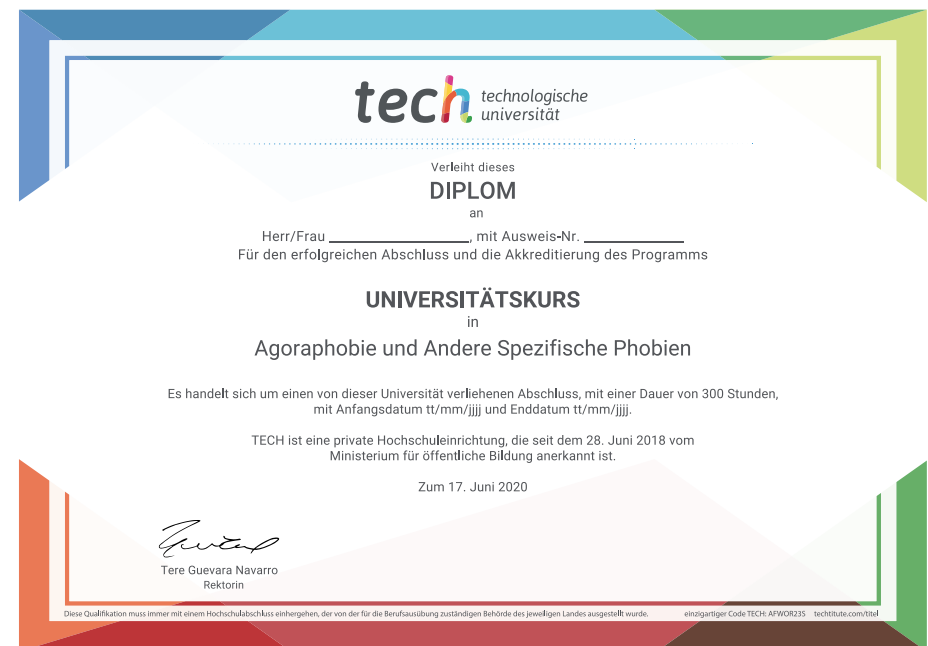 tech technologische
universität
Verleiht dieses
DIPLOM
an
Herr/Frau ____________________, mit Ausweis-Nr. ______________
Für den erfolgreichen Abschluss und die Akkreditierung des Programms
UNIVERSITÄTSKURS
in
Agoraphobie und Andere Spezifische Phobien
Es handelt sich um einen von dieser Universität verliehenen Abschluss, mit einer Dauer von 300 Stunden,
mit Anfangsdatum tt/mm/jjjj und Enddatum tt/mm/jjjj.
TECH ist eine private Hochschuleinrichtung, die seit dem 28. Juni 2018 vom
Ministerium für öffentliche Bildung anerkannt ist.
Zum 17. Juni 2020
Tere Guevara Navarro
Rektorin
Diese Qualifikation muss immer mit einem Hochschulabschluss einhergehen, der von der für die Berufsausübung zuständigen Behörde des jeweiligen Landes ausgestellt wurde. einzigartiger Code TECH: AFWOR23S techtitute.com/titel